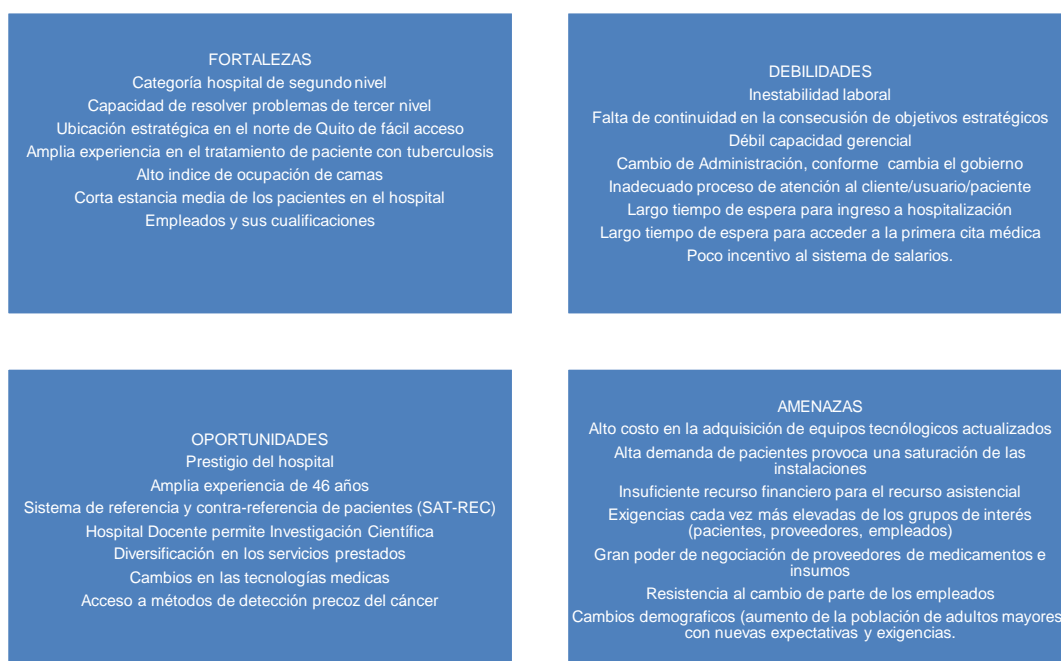 FORTALEZAS
Categoría hospital de segundo nivel
Capacidad de resolver problemas de tercer nivel
Ubicación estratégica en el norte de Quito de fácil acceso
Amplia experiencia en el tratamiento de paciente con tuberculosis
Alto indice de ocupación de camas
Corta estancia media de los pacientes en el hospital
Empleados y sus cualificaciones
DEBILIDADES
Inestabilidad laboral
Falta de continuidad en la consecusión de objetivos estratégicos
Débil capacidad gerencial
Cambio de Administración, conforme cambia el gobierno
Inadecuado proceso de atención al cliente/usuario/paciente
Largo tiempo de espera para ingreso a hospitalización
Largo tiempo de espera para acceder a la primera cita médica
Poco incentivo al sistema de salarios.
OPORTUNIDADES
Prestigio del hospital
Amplia experiencia de 46 años
Sistema de referencia y contra-referencia de pacientes (SAT-REC)
Hospital Docente permite Investigación Científica
Diversificación en los servicios prestados
Cambios en las tecnologías medicas
Acceso a métodos de detección precoz del cáncer
AMENAZAS
Alto costo en la adquisición de equipos tecnólogicos actualizados
Alta demanda de pacientes provoca una saturación de las
instalaciones
Insuficiente recurso financiero para el recurso asistencial
Exigencias cada vez más elevadas de los grupos de interés
(pacientes, proveedores, empleados)
Gran poder de negociación de proveedores de medicamentos e
insumos
Resistencia al cambio de parte de los empleados
Cambios demograficos (aumento de la población de adultos mayores
con nuevas expectativas y exigencias.